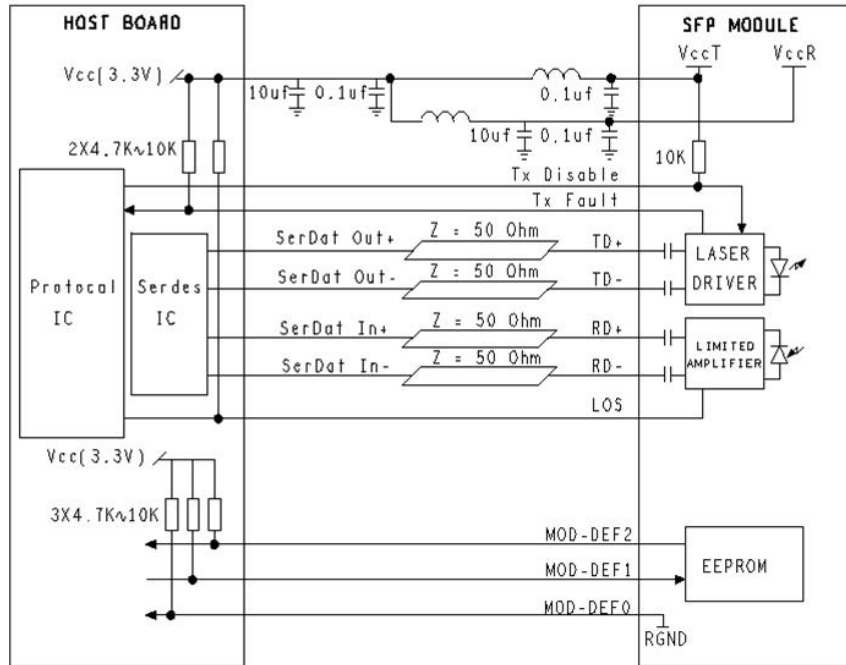 HOST BOARD
SFP MODULE
VccT
VccR
Vcc(3.3V)
10uf
0.1uf
0.1uf
10uf
0.1uf
2X4.7K~10K
10K
Tx Disable
Tx Fault
SerDat Out+
Z = 50 Ohm
TD+
LASER
DRIVER
SerDat Out-
Z = 50 Ohm
TD-
Protocal
IC
Serdes
IC
SerDat In+
Z = 50 Ohm
RD+
LIMITED
AMPLIFIER
SerDat In-
Z = 50 Ohm
RD-
LOS
Vcc(3.3V)
3X4.7K~10K
MOD-DEF2
MOD-DEF1
EEPROM
MOD-DEF0
RGND